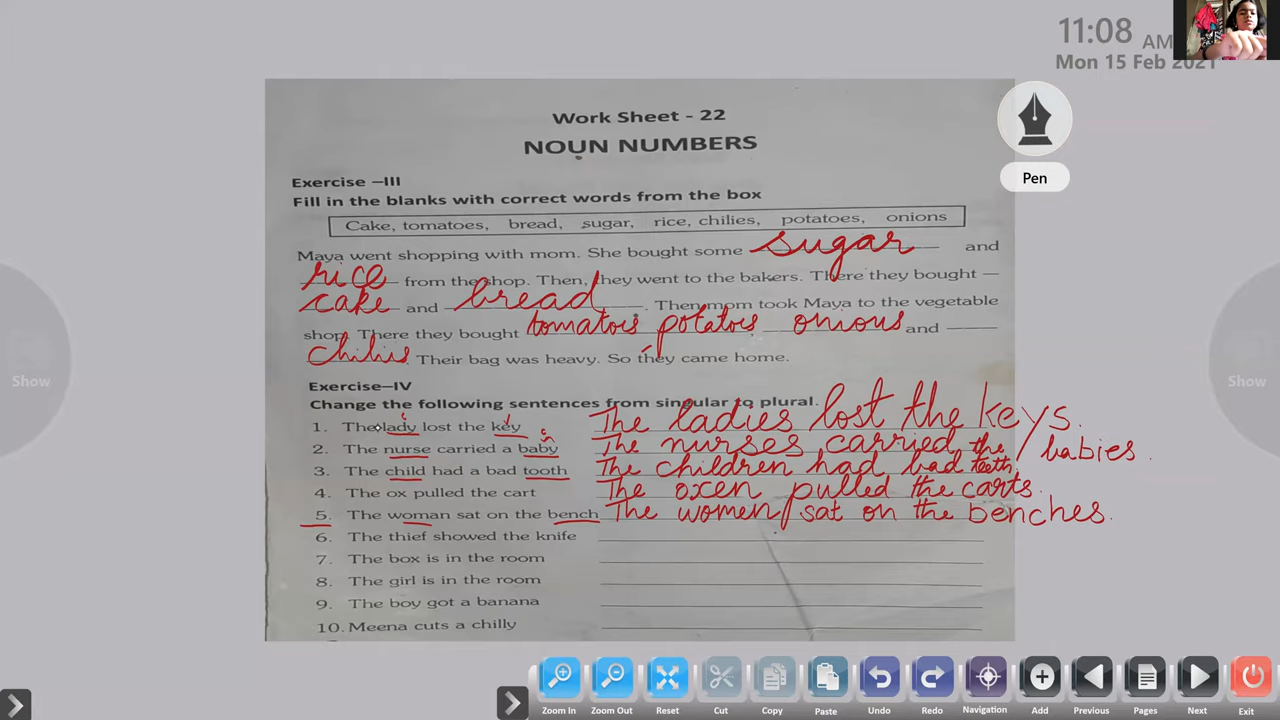 11:08 AM
Mon 15 Feb 2021
Pen
Work Sheet - 22
NOUN NUMBERS
Exercise –III
Fill in the blanks with correct words from the box
Cake, tomatoes, bread, sugar, rice, chilies, potatoes, onions
Maya went shopping with mom. She bought some sugar and
rice from the shop. Then, they went to the bakers. There they bought —
cake and bread. Then mom took Maya to the vegetable
shop. There they bought tomatoes potatoes onions and
chilies Their bag was heavy. So they came home.
Exercise–IV
Change the following sentences from singular to plural.
1. The lady lost the key The ladies lost the keys.
2. The nurse carried a baby The nurses carried the babies.
3. The child had a bad tooth The children had bad teeth.
4. The ox pulled the cart The oxen pulled the carts.
5. The woman sat on the bench The women sat on the benches.
6. The thief showed the knife
7. The box is in the room
8. The girl is in the room
9. The boy got a banana
10. Meena cuts a chilly
Show
Show
Zoom In Zoom Out Reset Cut Copy Paste Undo Redo Navigation Add Previous Pages Next Exit